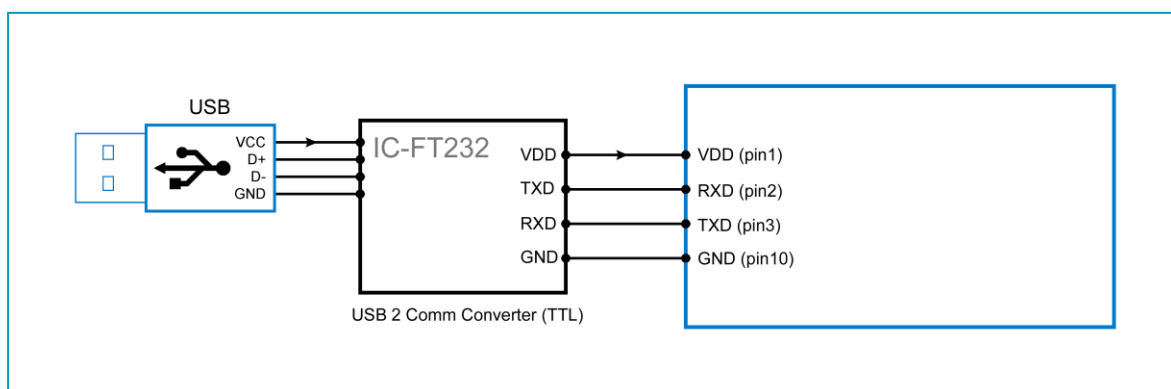 USB
VCC
D+
D-
GND
IC-FT232
VDD
TXD
RXD
GND
USB 2 Comm Converter (TTL)
VDD (pin1)
RXD (pin2)
TXD (pin3)
GND (pin10)